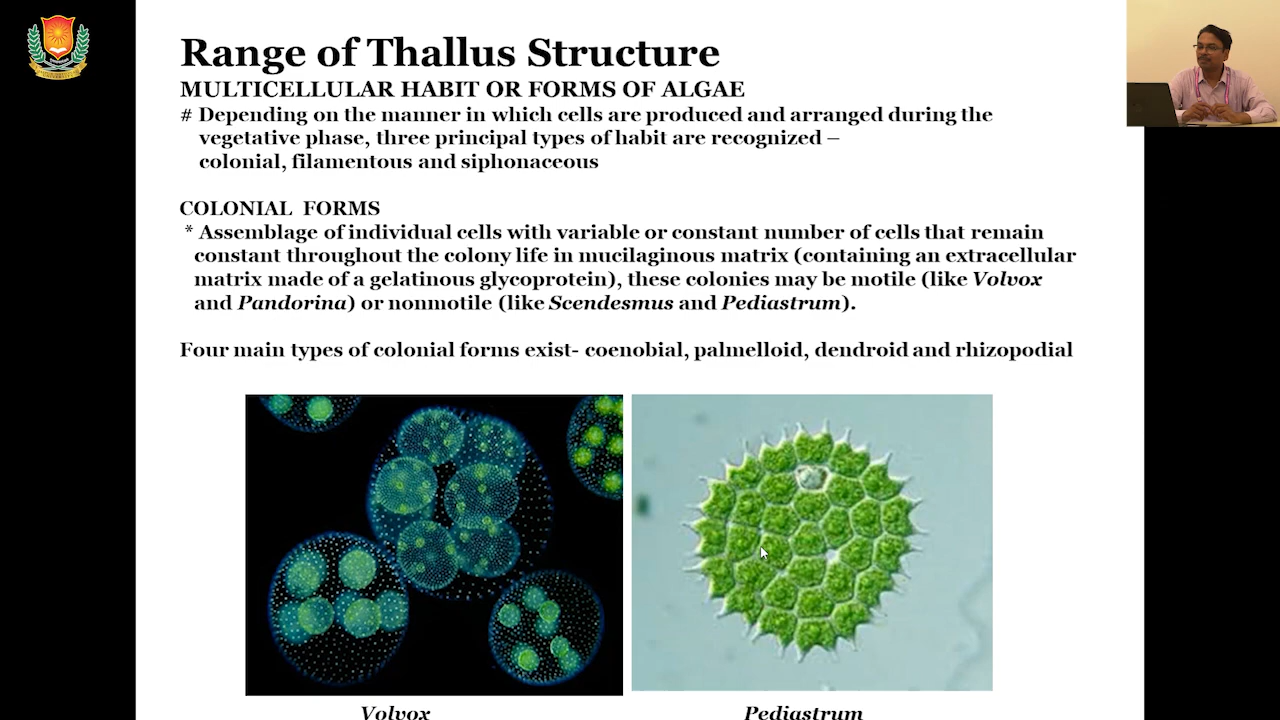 Range of Thallus Structure
MULTICELLULAR HABIT OR FORMS OF ALGAE
# Depending on the manner in which cells are produced and arranged during the
vegetative phase, three principal types of habit are recognized –
colonial, filamentous and siphonaceous
COLONIAL FORMS
* Assemblage of individual cells with variable or constant number of cells that remain
constant throughout the colony life in mucilaginous matrix (containing an extracellular
matrix made of a gelatinous glycoprotein), these colonies may be motile (like Volvox
and Pandorina) or nonmotile (like Scendesmus and Pediastrum).
Four main types of colonial forms exist- coenobial, palmelloid, dendroid and rhizopodial
Volvox Pediastrum